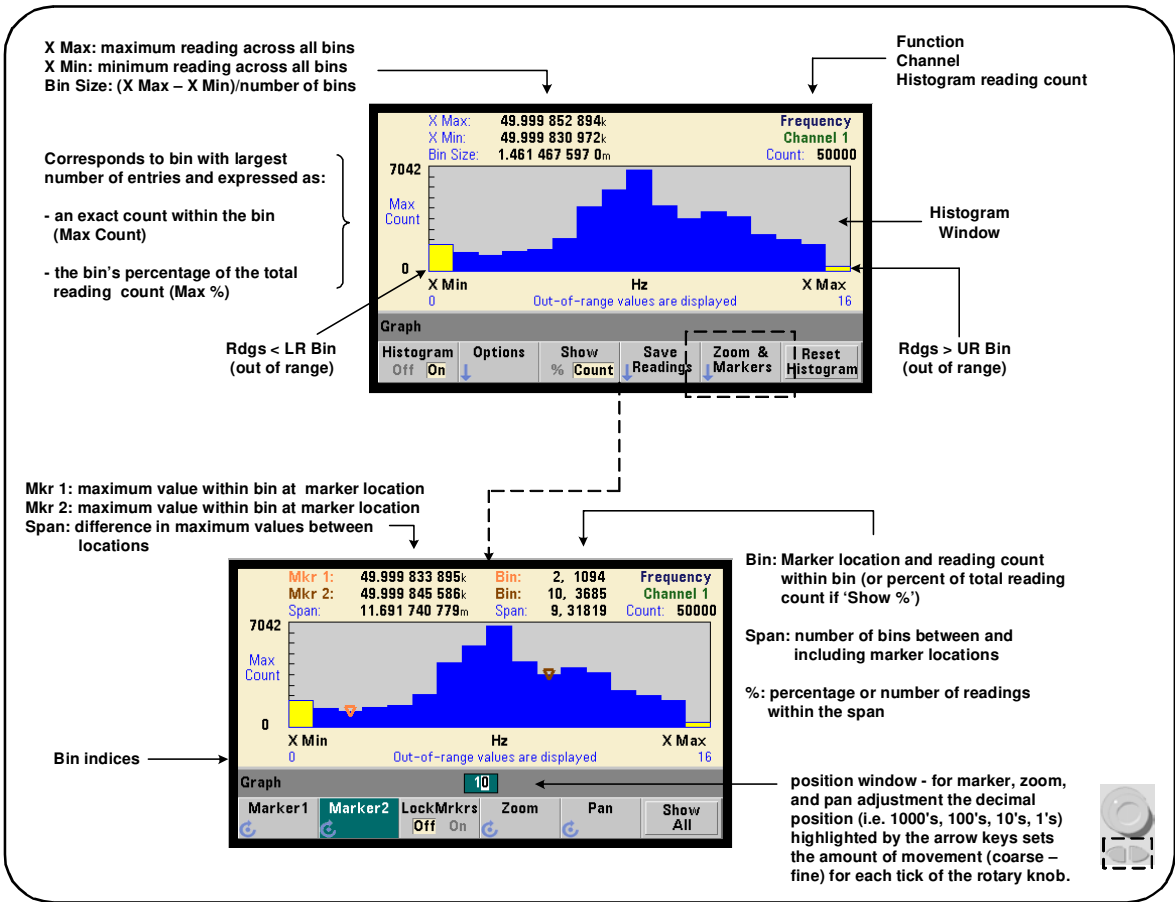 X Max: maximum reading across all bins
X Min: minimum reading across all bins
Bin Size: (X Max – X Min)/number of bins
Function
Channel
Histogram reading count
X Max: 49.999 852 894k
X Min: 49.999 830 972k
Bin Size: 1.461 467 597 0m
Frequency
Channel 1
Count: 50000
Corresponds to bin with largest
number of entries and expressed as:
- an exact count within the bin
(Max Count)
- the bin's percentage of the total
reading count (Max %)
7042
Max
Count
0
X Min
Hz
X Max
0
Out-of-range values are displayed
16
Histogram
Window
Graph
Histogram
Off On
Options
Show
% Count
Save
Readings
Zoom &
Markers
Reset
Histogram
Rdgs < LR Bin
(out of range)
Rdgs > UR Bin
(out of range)
Mkr 1: maximum value within bin at marker location
Mkr 2: maximum value within bin at marker location
Span: difference in maximum values between
locations
Mkr 1: 49.999 833 895k Bin: 2, 1094
Mkr 2: 49.999 845 586k Bin: 10, 3685
Span: 11.691 740 779m Span: 9, 31819
Frequency
Channel 1
Count: 50000
7042
Max
Count
0
X Min
Hz
X Max
0
Out-of-range values are displayed
16
Bin: Marker location and reading count
within bin (or percent of total reading
count if 'Show %')
Span: number of bins between and
including marker locations
%: percentage or number of readings
within the span
Bin indices
Graph
10
Marker1
Marker2
LockMrkrs
Off On
Zoom
Pan
Show
All
position window - for marker, zoom,
and pan adjustment the decimal
position (i.e. 1000's, 100's, 10's, 1's)
highlighted by the arrow keys sets
the amount of movement (coarse –
fine) for each tick of the rotary knob.